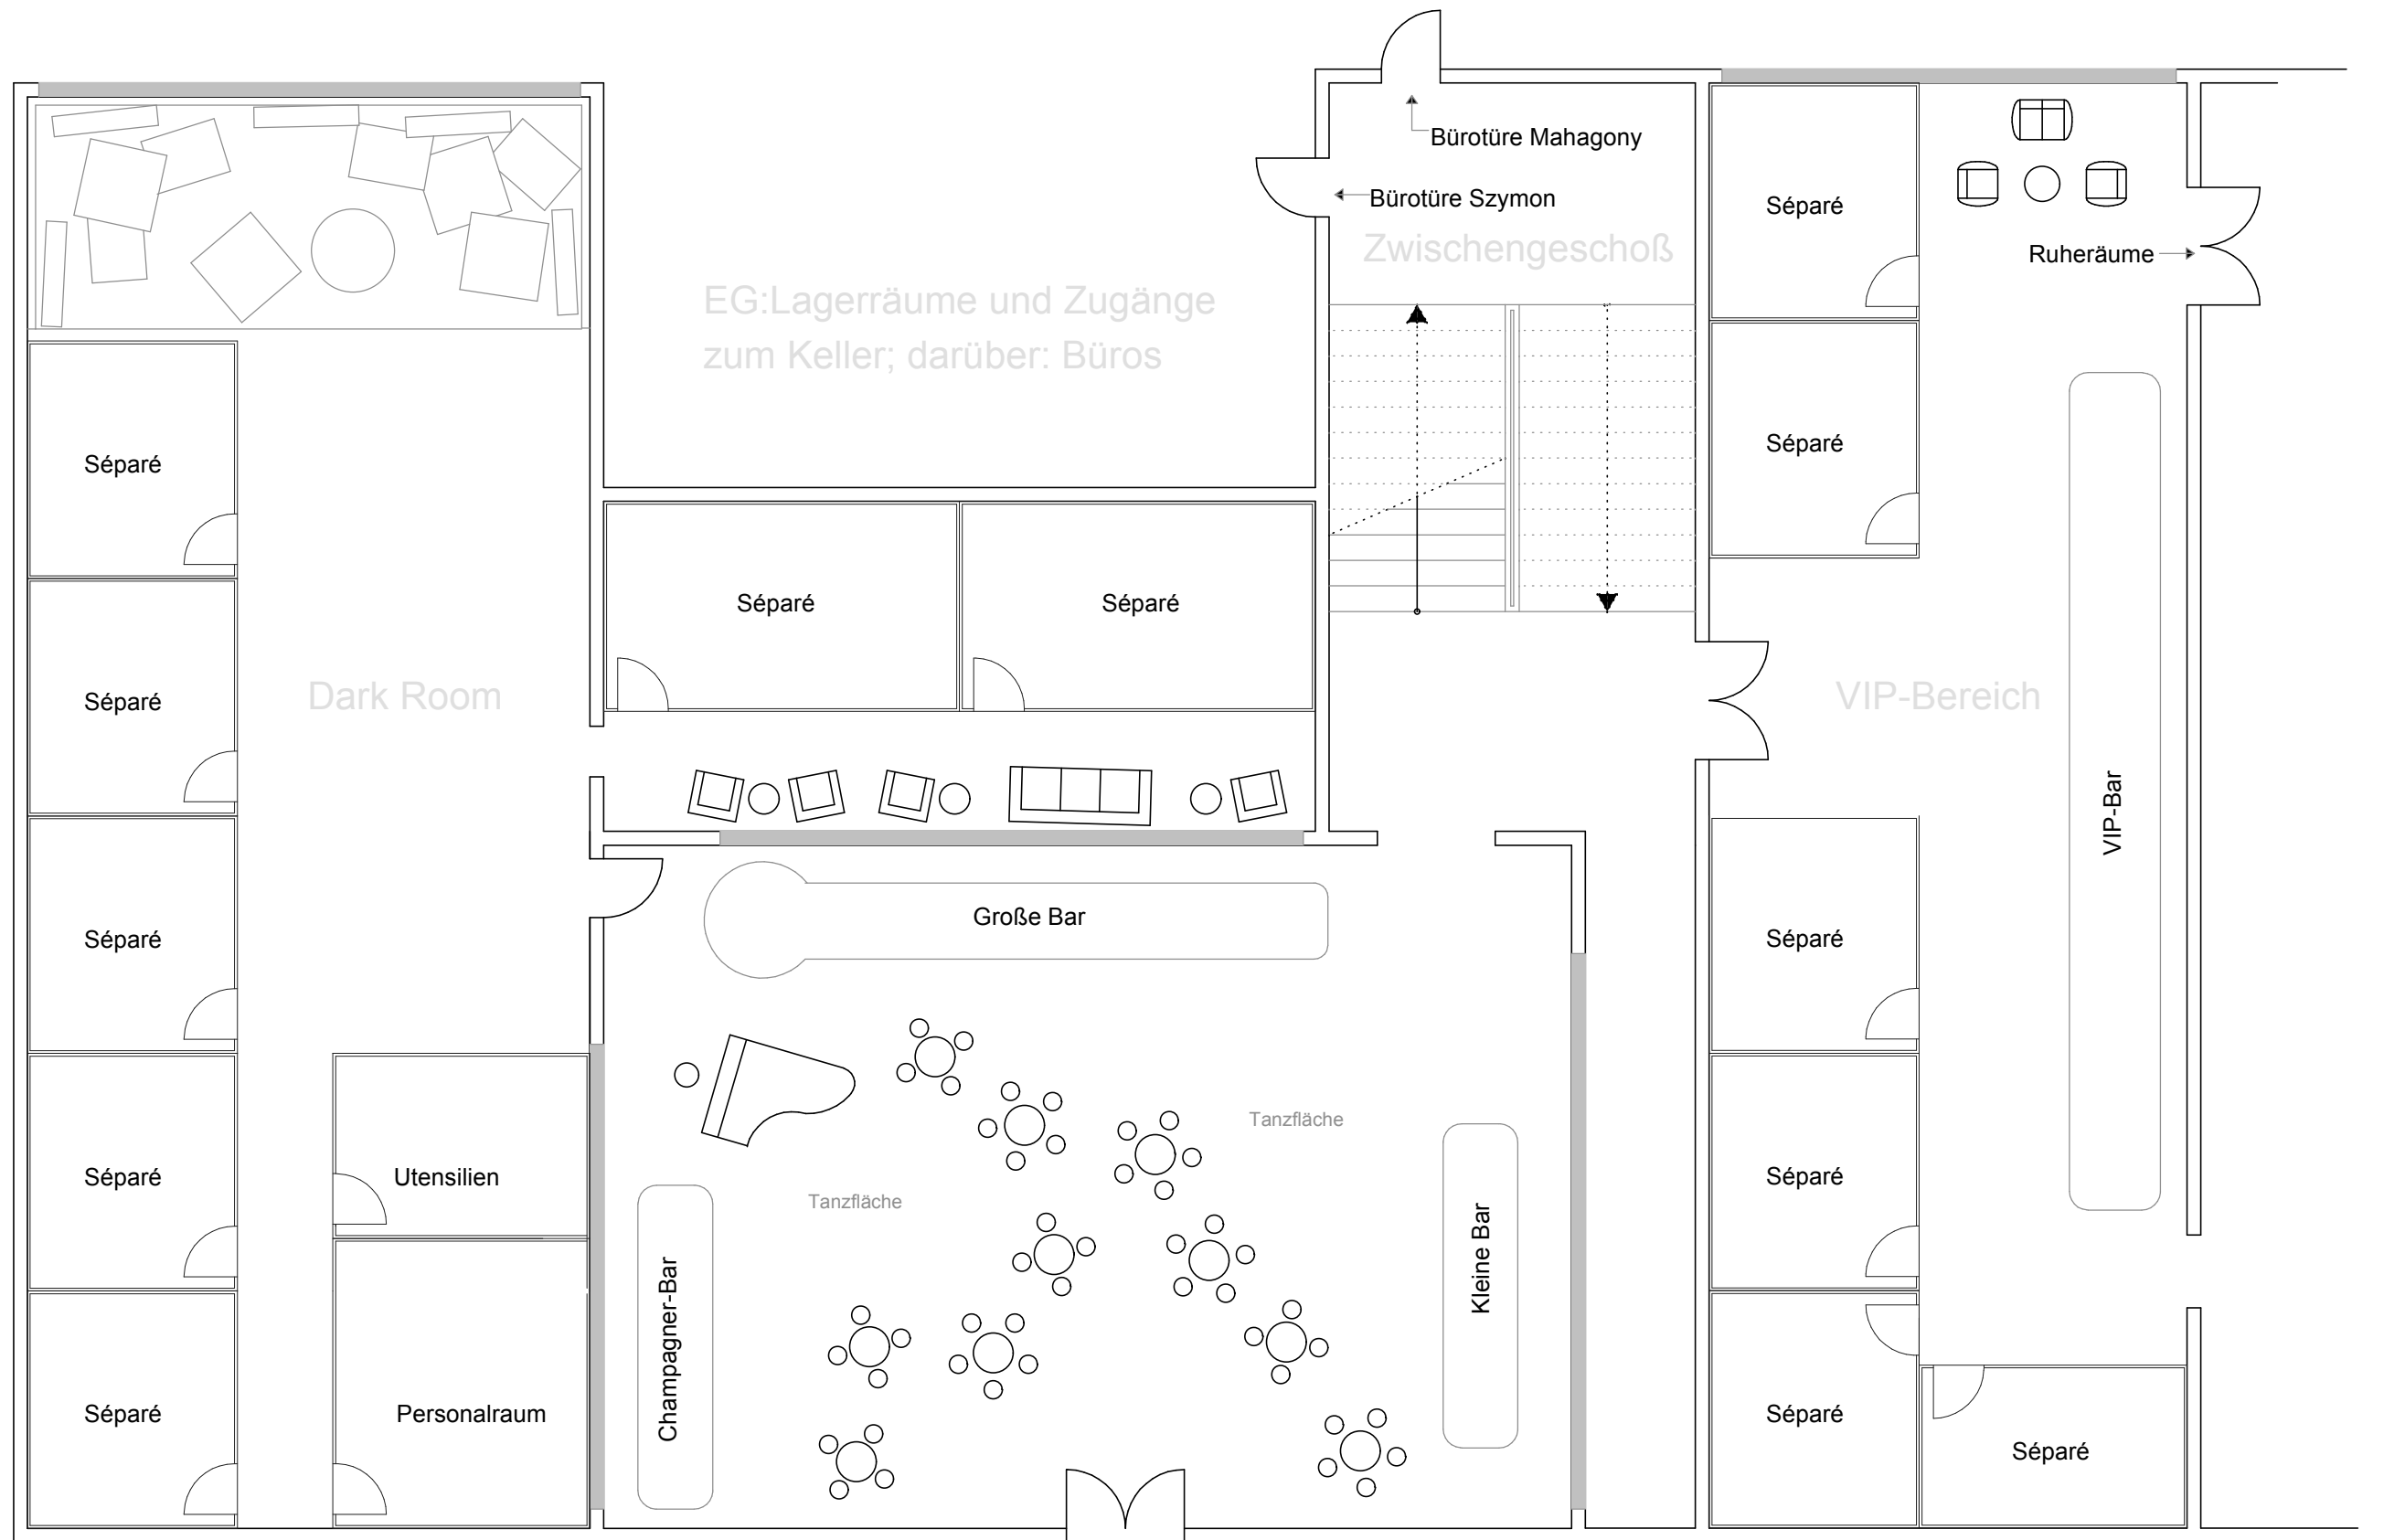 Bürotüre Mahagony
Bürotüre Szymon
Zwischengeschoß
Séparé
Ruheräume
EG:Lagerräume und Zugänge
zum Keller; darüber: Büros
Séparé
Séparé
Séparé
Séparé
Séparé
Dark Room
VIP-Bereich
VIP-Bar
Séparé
Große Bar
Séparé
Séparé
Tanzfläche
Tanzfläche
Séparé
Utensilien
Séparé
Champagner-Bar
Kleine Bar
Séparé
Personalraum
Séparé
Séparé